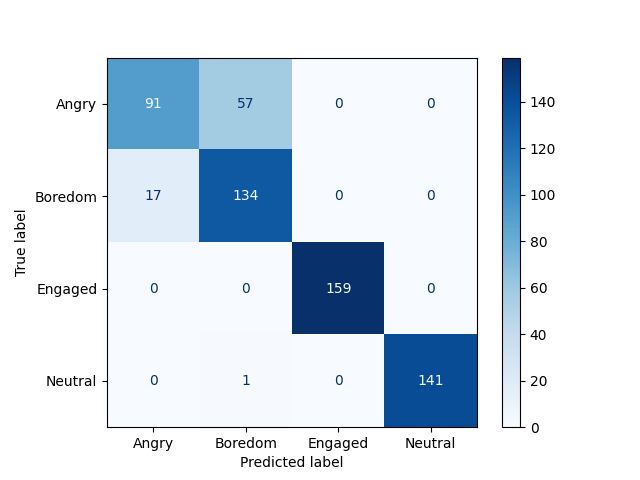 Angry 91 57 0 0
Boredom 17 134 0 0
Engaged 0 0 159 0
Neutral 0 1 0 141
Angry Boredom Engaged Neutral
Predicted label
True label
140
120
100
80
60
40
20
0